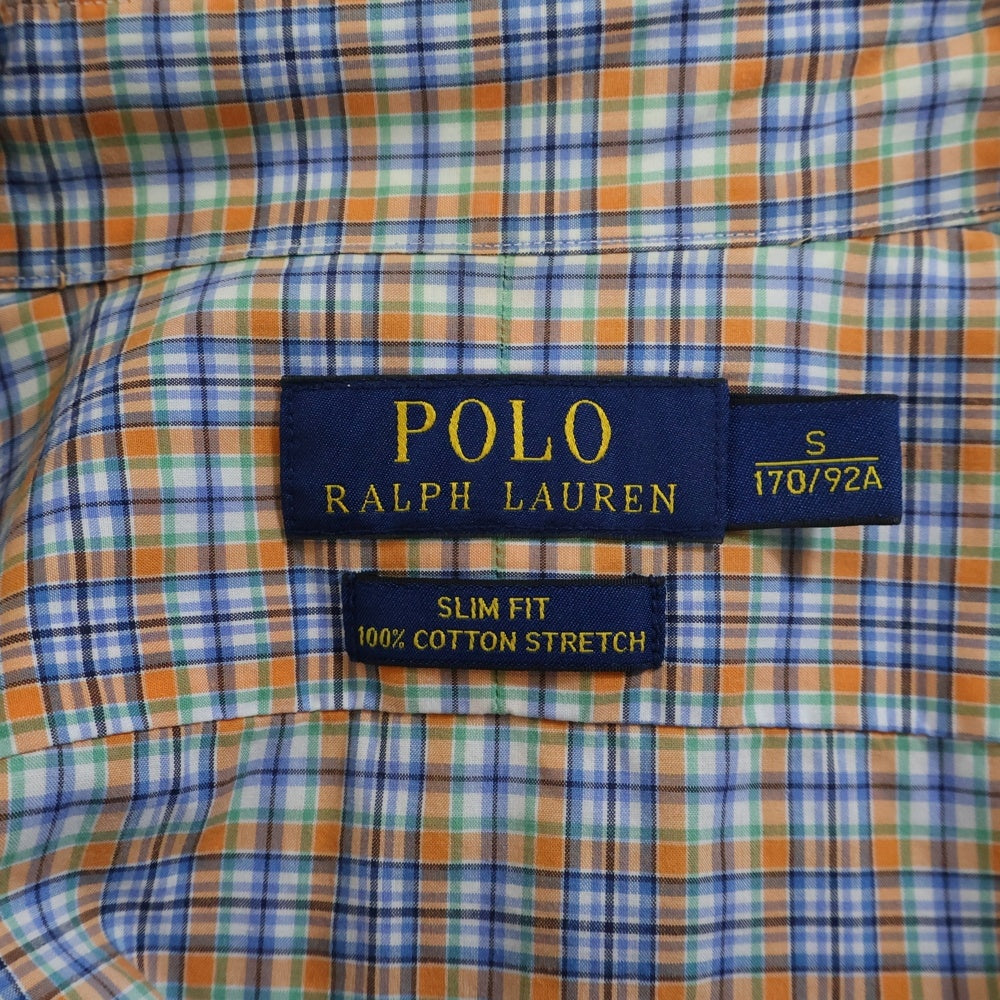 POLO
RALPH LAUREN
S
170/92A
SLIM FIT
100% COTTON STRETCH